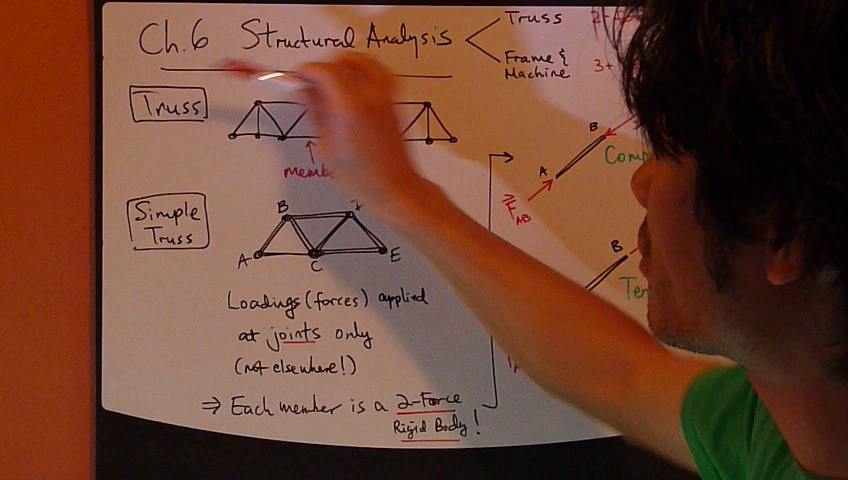 Ch.6 Structural Analysis
Truss
Frame &
Machine
3+
Truss
Simple
Truss
A
B
C
E
Loadings (forces) applied
at joints only
(not elsewhere!)
⇒ Each member is a 2-Force
Rigid Body!
B
A
F AB
B